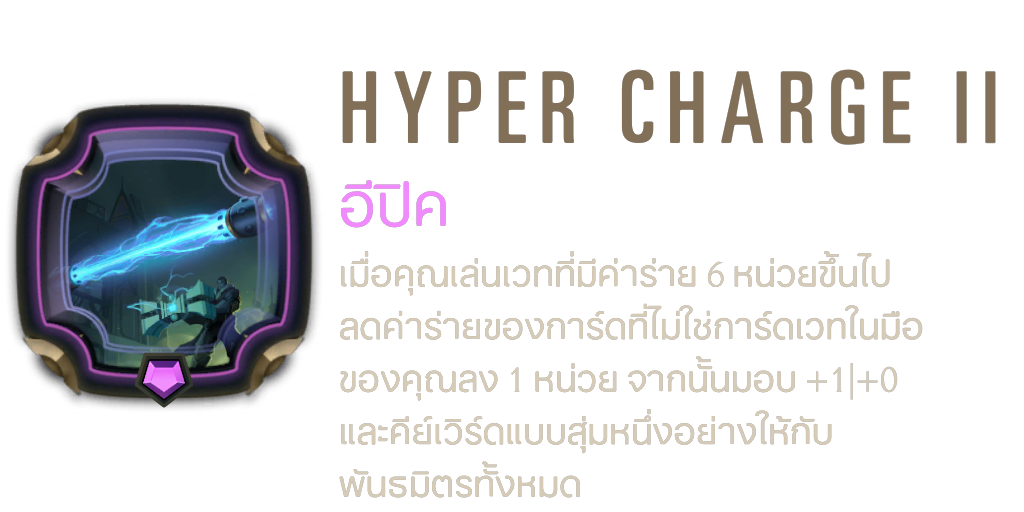 HYPER CHARGE II
อีปิค
เมื่อคุณเล่นเวทที่มีค่าร่าย 6 หน่วยขึ้นไป
ลดค่าร่ายของการ์ดที่ไม่ใช่การ์ดเวทในมือ
ของคุณลง 1 หน่วย จากนั้นมอบ +1|+0
และคีย์เวิร์ดแบบสุ่มหนึ่งอย่างให้กับ
พันธมิตรทั้งหมด